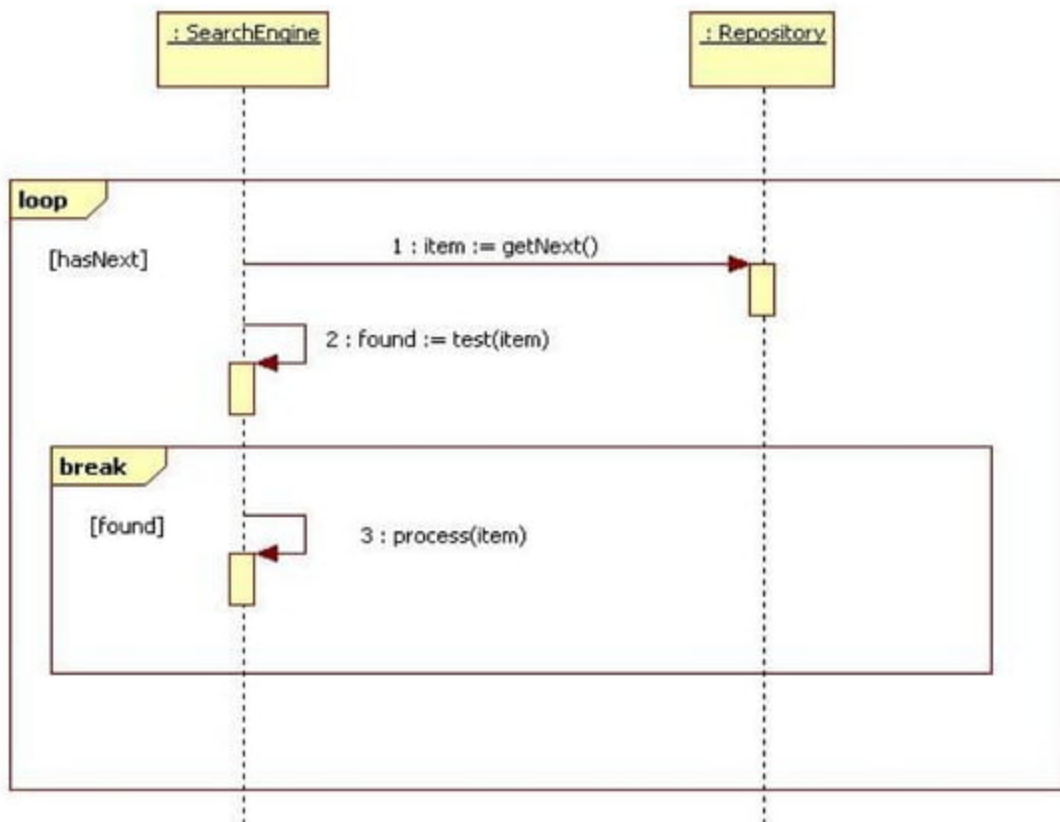 : SearchEngine
: Repository
loop
[hasNext]
1 : item := getNext()
2 : found := test(item)
break
[found]
3 : process(item)